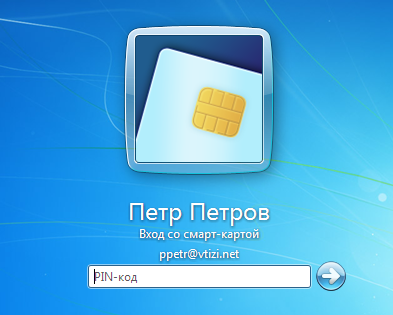 Петр Петров
Вход со смарт-картой
ppetr@vtizi.net
PIN-код